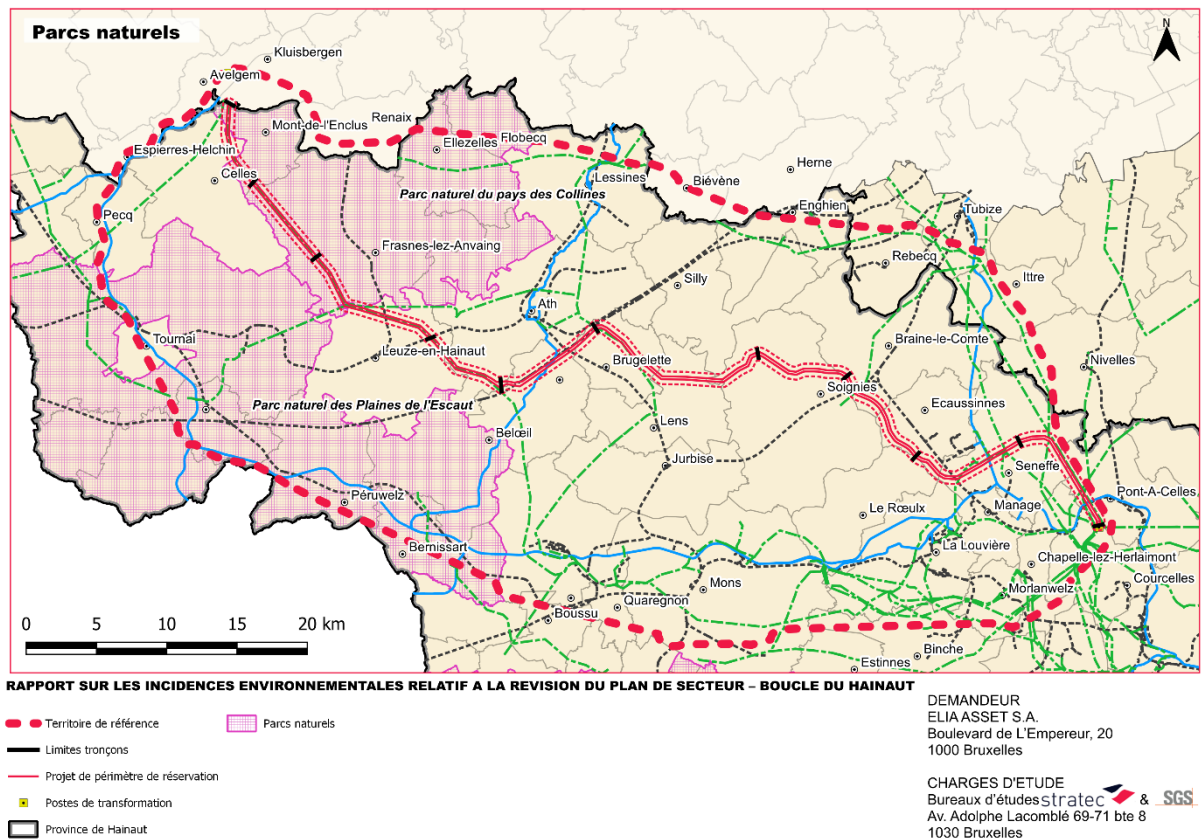 Parcs naturels
N
Kluisbergen
Avelgem
Renaix
Mont-de'l'Enclus
Ellezelles
Flobecq
Espierres-Helchin
Celles
Herne
Lessines
Biévène
Parc naturel du pays des Collines
Enghien
Tubize
Pecq
Frasnes-lez-Anvaing
Rebecq
Ittre
Silly
Ath
Tournai
Braine-le-Comte
Leuze-en-Hainaut
Brugelette
Nivelles
Soignies
Parc naturel des Plaines de l'Escaut
Ecaussinnes
Lens
Belœil
Jurbise
Seneffe
Péruwelz
Pont-A-Celles
Le Rœulx
Manage
Bernissart
La Louvière
Chapelle-lez-Herlaimont
Mons
Courcelles
Morlanwelz
Quaregnon
Boussu
0 5 10 15 20 km
Binche
Estinnes
RAPPORT SUR LES INCIDENCES ENVIRONNEMENTALES RELATIF A LA REVISION DU PLAN DE SECTEUR – BOUCLE DU HAINAUT
Territoire de référence
Parcs naturels
Limites tronçons
Projet de périmètre de réservation
Postes de transformation
Province de Hainaut
DEMANDEUR
ELIA ASSET S.A.
Boulevard de L'Empereur, 20
1000 Bruxelles
CHARGES D'ETUDE
Bureaux d'études stratec & SGS
Av. Adolphe Lacomblé 69-71 bte 8
1030 Bruxelles